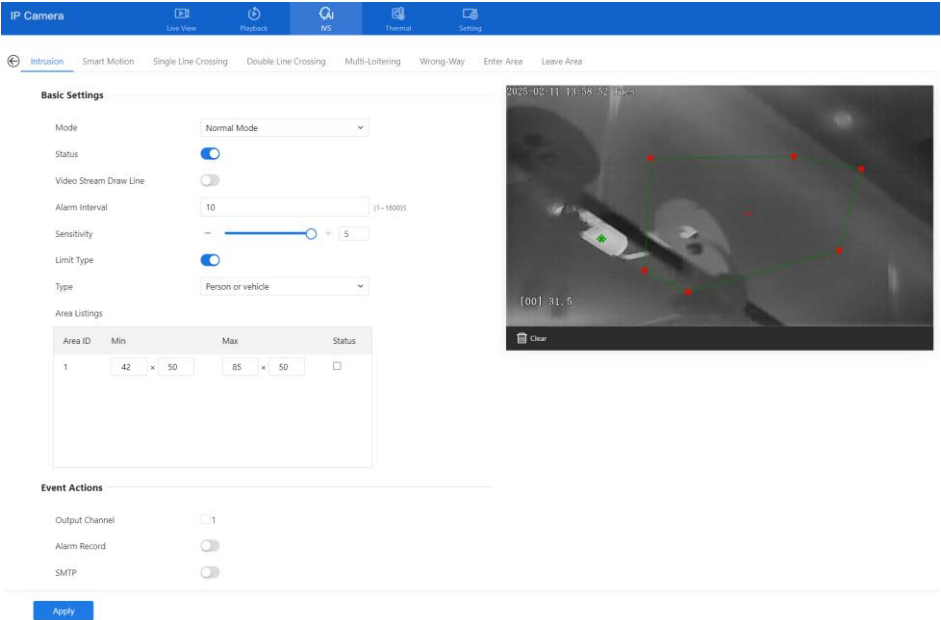 IP Camera
Live View
Playback
IVS
Thermal
Setting
Intrusion
Smart Motion
Single Line Crossing
Double Line Crossing
Multi-Loitering
Wrong-Way
Enter Area
Leave Area
Basic Settings
Mode
Normal Mode
Status
Video Stream Draw Line
Alarm Interval
10
(1~1800)S
Sensitivity
− + 5
Limit Type
Type
Person or vehicle
Area Listings
Area ID Min Max Status
1 42 × 50 85 × 50
Event Actions
Output Channel
1
Alarm Record
SMTP
Apply
2025-02-11 13:58:52 Tues
[00] 31.5
Clear